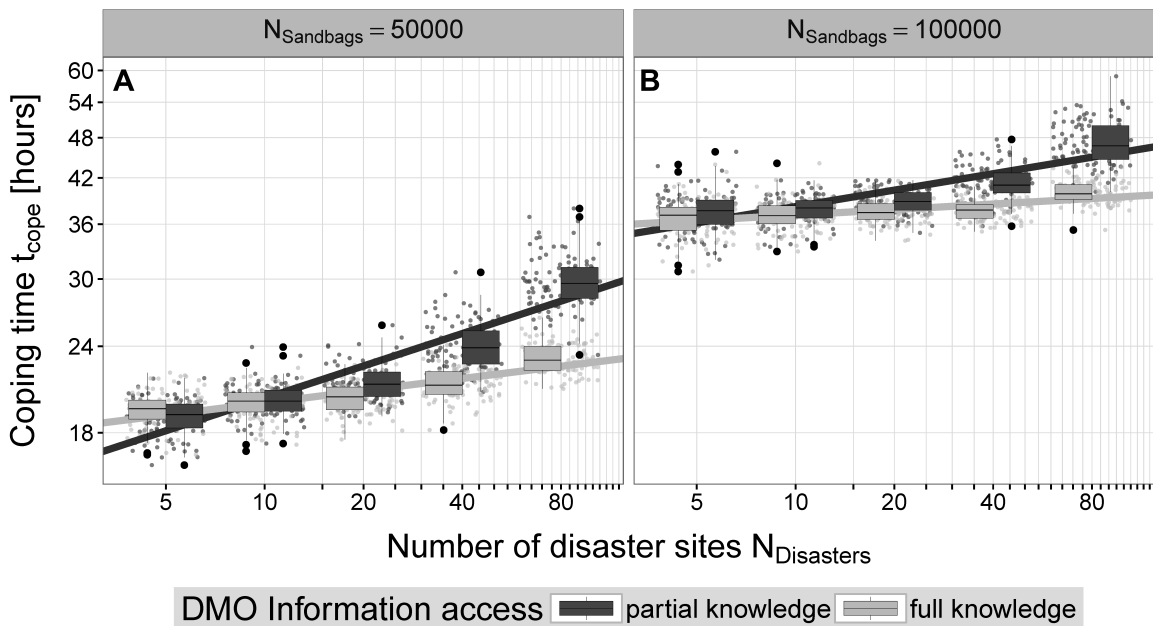 N_Sandbags = 50000
N_Sandbags = 100000
A
B
Coping time t_cope [hours]
60
54
48
42
36
30
24
18
5
10
20
40
80
5
10
20
40
80
Number of disaster sites N_Disasters
DMO Information access partial knowledge full knowledge